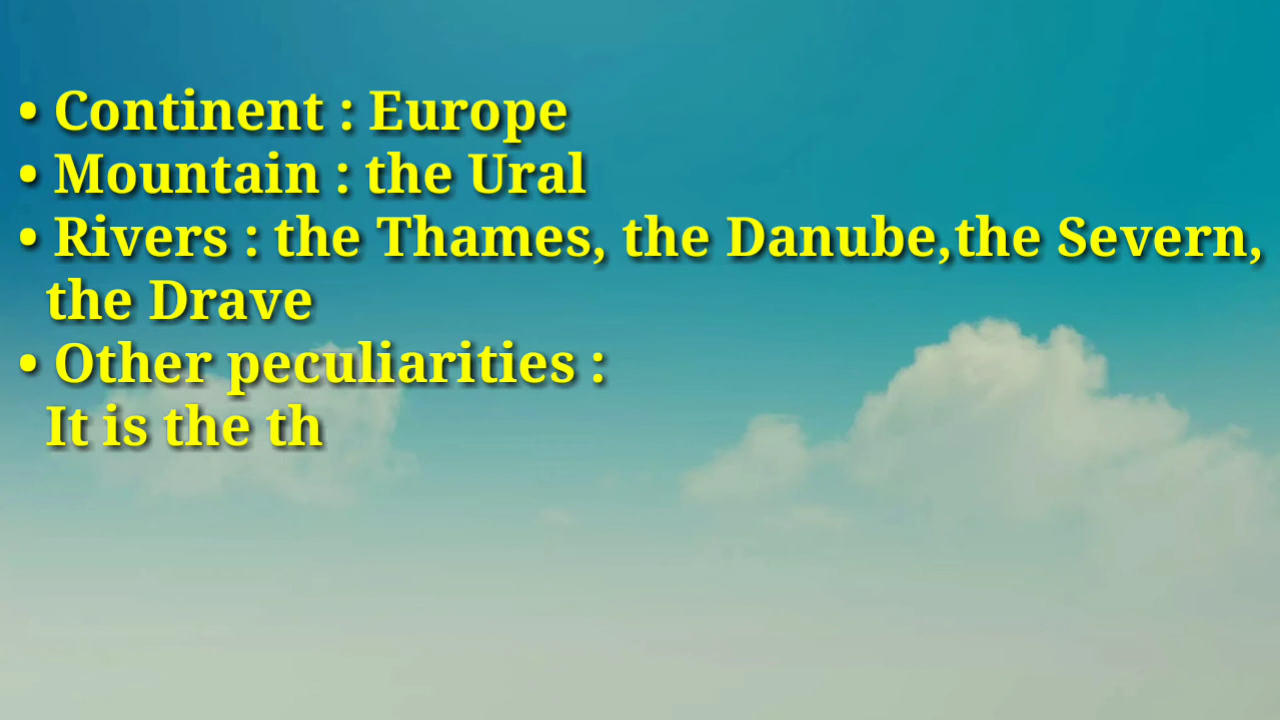 • Continent : Europe
• Mountain : the Ural
• Rivers : the Thames, the Danube,the Severn,
the Drave
• Other peculiarities :
It is the th